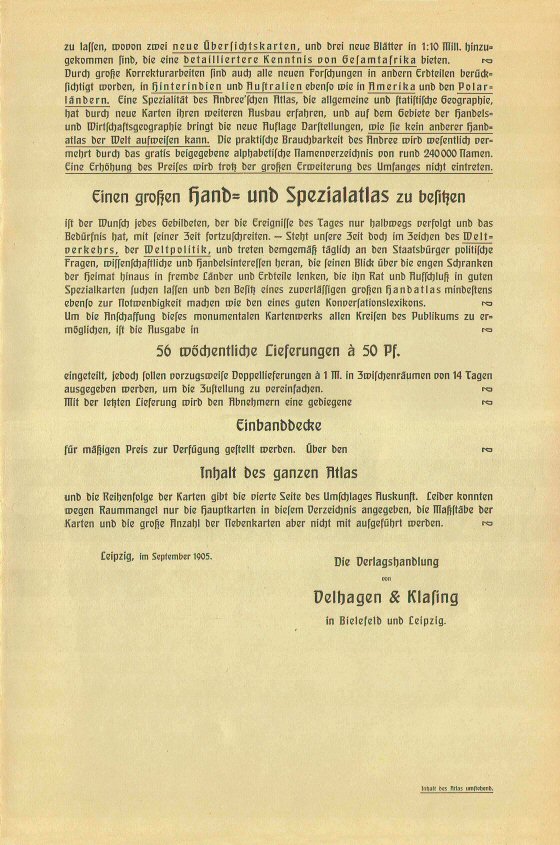 zu lassen, wovon zwei neue Übersichtskarten, und drei neue Blätter in 1:10 Mill. hinzu=
gekommen sind, die eine detailliertere Kenntnis von Gesamtafrika bieten.
Durch große Korrekturarbeiten sind auch alle neuen Forschungen in andern Erdteilen berück=
sichtigt worden, in Hinterindien und Australien ebenso wie in Amerika und den Polar=
ländern. Eine Spezialität des Andree'schen Atlas, die allgemeine und statistische Geographie,
hat durch neue Karten ihren weiteren Ausbau erfahren, und auf dem Gebiete der Handels=
und Wirtschaftsgeographie bringt die neue Auflage Darstellungen, wie sie kein anderer Hand=
atlas der Welt aufweisen kann. Die praktische Brauchbarkeit des Andree wird wesentlich ver=
mehrt durch das gratis beigegebene alphabetische Namenverzeichnis von rund 240000 Namen.
Eine Erhöhung des Preises wird trotz der großen Erweiterung des Umfanges nicht eintreten.
Einen großen Hand= und Spezialatlas zu besitzen
ist der Wunsch jedes Gebildeten, der die Ereignisse des Tages nur halbwegs verfolgt und das
Bedürfnis hat, mit seiner Zeit fortzuschreiten. — Steht unsere Zeit doch im Zeichen des Welt=
verkehrs, der Weltpolitik, und treten demgemäß täglich an den Staatsbürger politische
Fragen, wissenschaftliche und Handelsinteressen heran, die seinen Blick über die engen Schranken
der Heimat hinaus in fremde Länder und Erdteile lenken, die ihn Rat und Aufschluß in guten
Spezialkarten suchen lassen und den Besitz eines zuverlässigen großen Handatlas mindestens
ebenso zur Notwendigkeit machen wie den eines guten Konversationslexikons.
Um die Anschaffung dieses monumentalen Kartenwerks allen Kreisen des Publikums zu er=
möglichen, ist die Ausgabe in
56 wöchentliche Lieferungen à 50 Pf.
eingeteilt, jedoch sollen vorzugsweise Doppellieferungen à 1 M. in Zwischenräumen von 14 Tagen
ausgegeben werden, um die Zustellung zu vereinfachen.
Mit der letzten Lieferung wird den Abnehmern eine gediegene
Einbanddecke
für mäßigen Preis zur Verfügung gestellt werden. Über den
Inhalt des ganzen Atlas
und die Reihenfolge der Karten gibt die vierte Seite des Umschlages Auskunft. Leider konnten
wegen Raummangel nur die Hauptkarten in diesem Verzeichnis angegeben, die Maßstäbe der
Karten und die große Anzahl der Nebenkarten aber nicht mit aufgeführt werden.
Leipzig, im September 1905.
Die Verlagshandlung
von
Velhagen & Klasing
in Bielefeld und Leipzig.
Inhalt des Atlas umstehend.